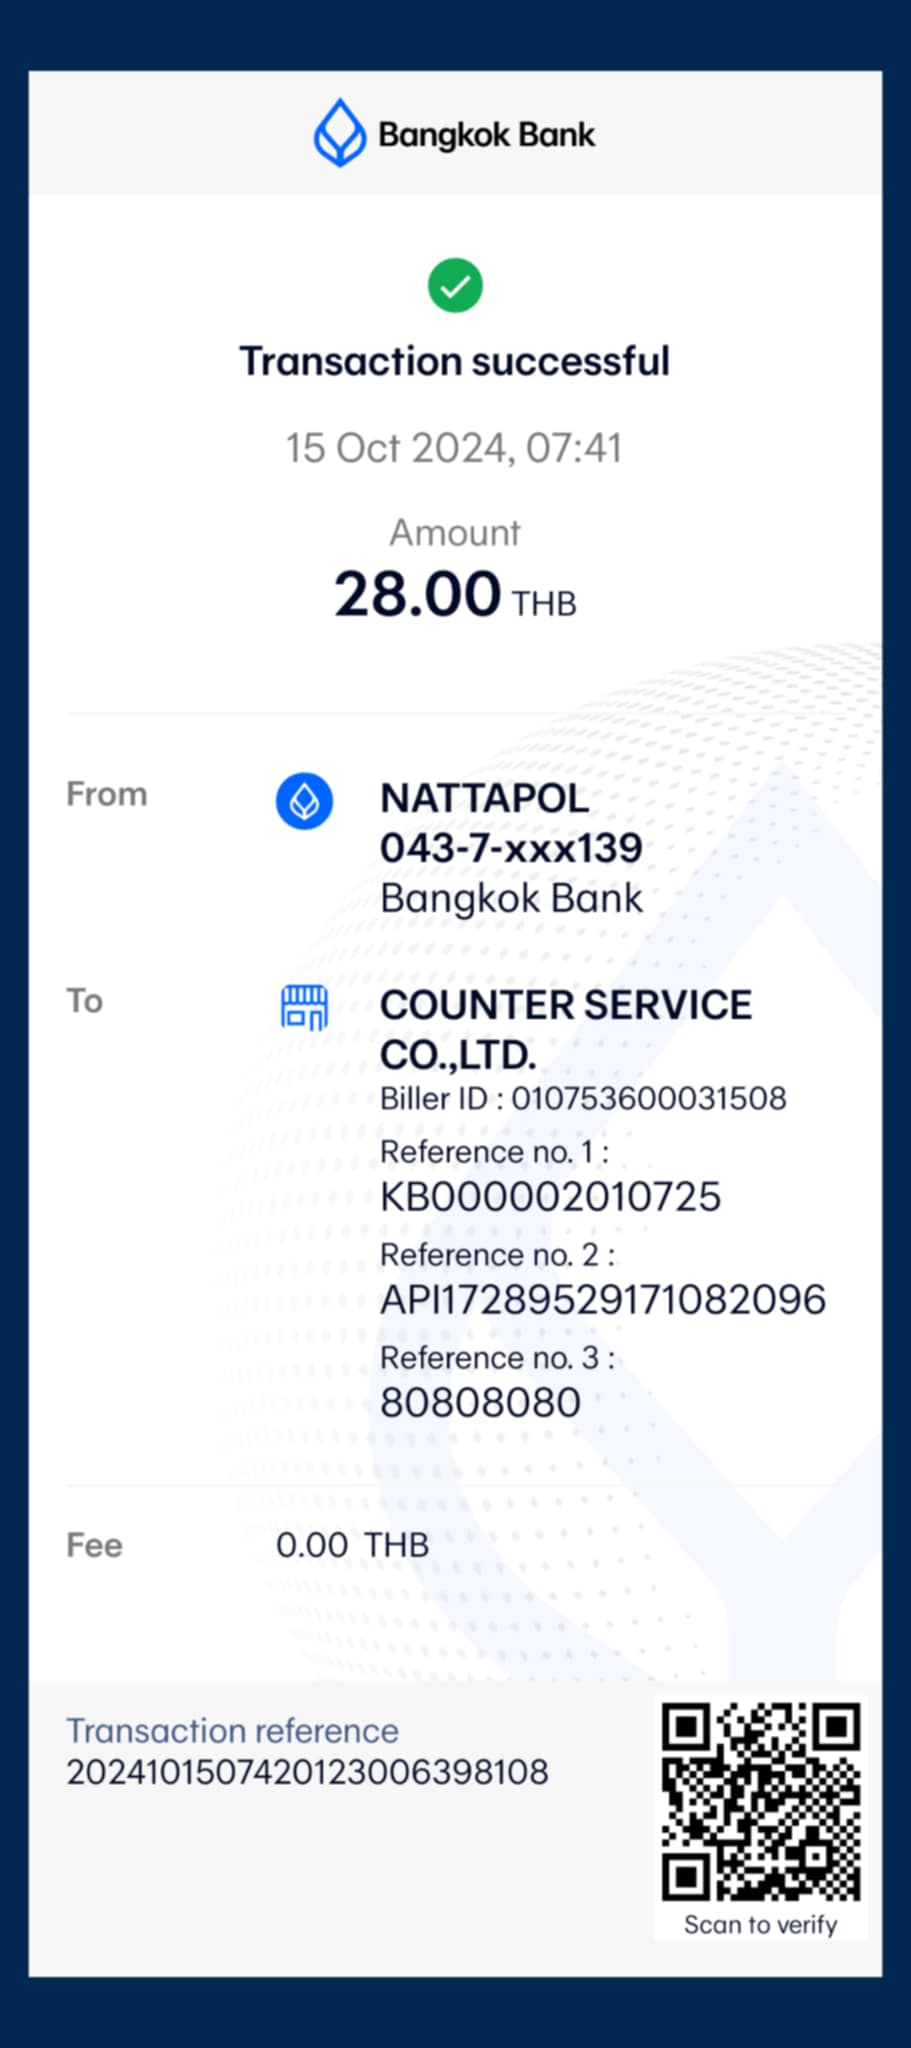 Bangkok Bank
Transaction successful
15 Oct 2024, 07:41
Amount
28.00 THB
From
NATTAPOL
043-7-xxx139
Bangkok Bank
To
COUNTER SERVICE
CO.,LTD.
Biller ID : 010753600031508
Reference no. 1 :
KB000002010725
Reference no. 2 :
API17289529171082096
Reference no. 3 :
80808080
Fee 0.00 THB
Transaction reference
2024101507420123006398108
Scan to verify